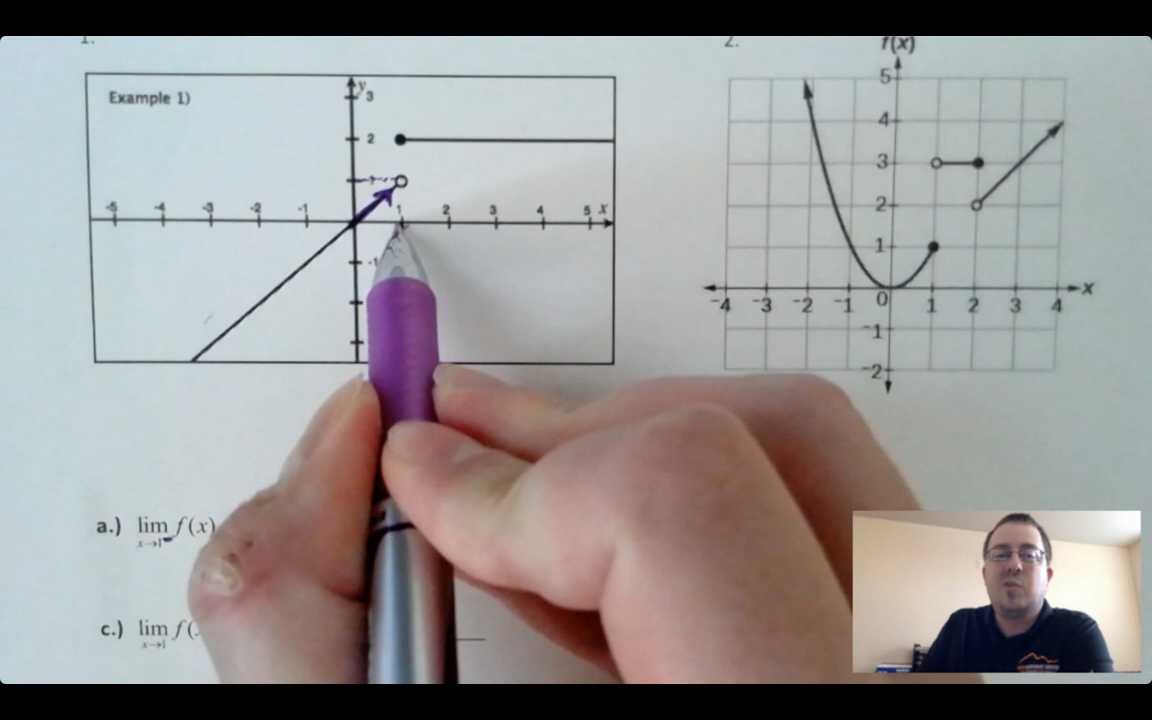 1.
2.
Example 1)
y
3
2
-5 -4 -3 -2 -1 1 2 3 4 5 x
-1
f(x)
5
4
3
2
1
-4 -3 -2 -1 0 1 2 3 4 x
-1
-2
a.) lim f(x)
x→1⁻
c.) lim f(
x→1